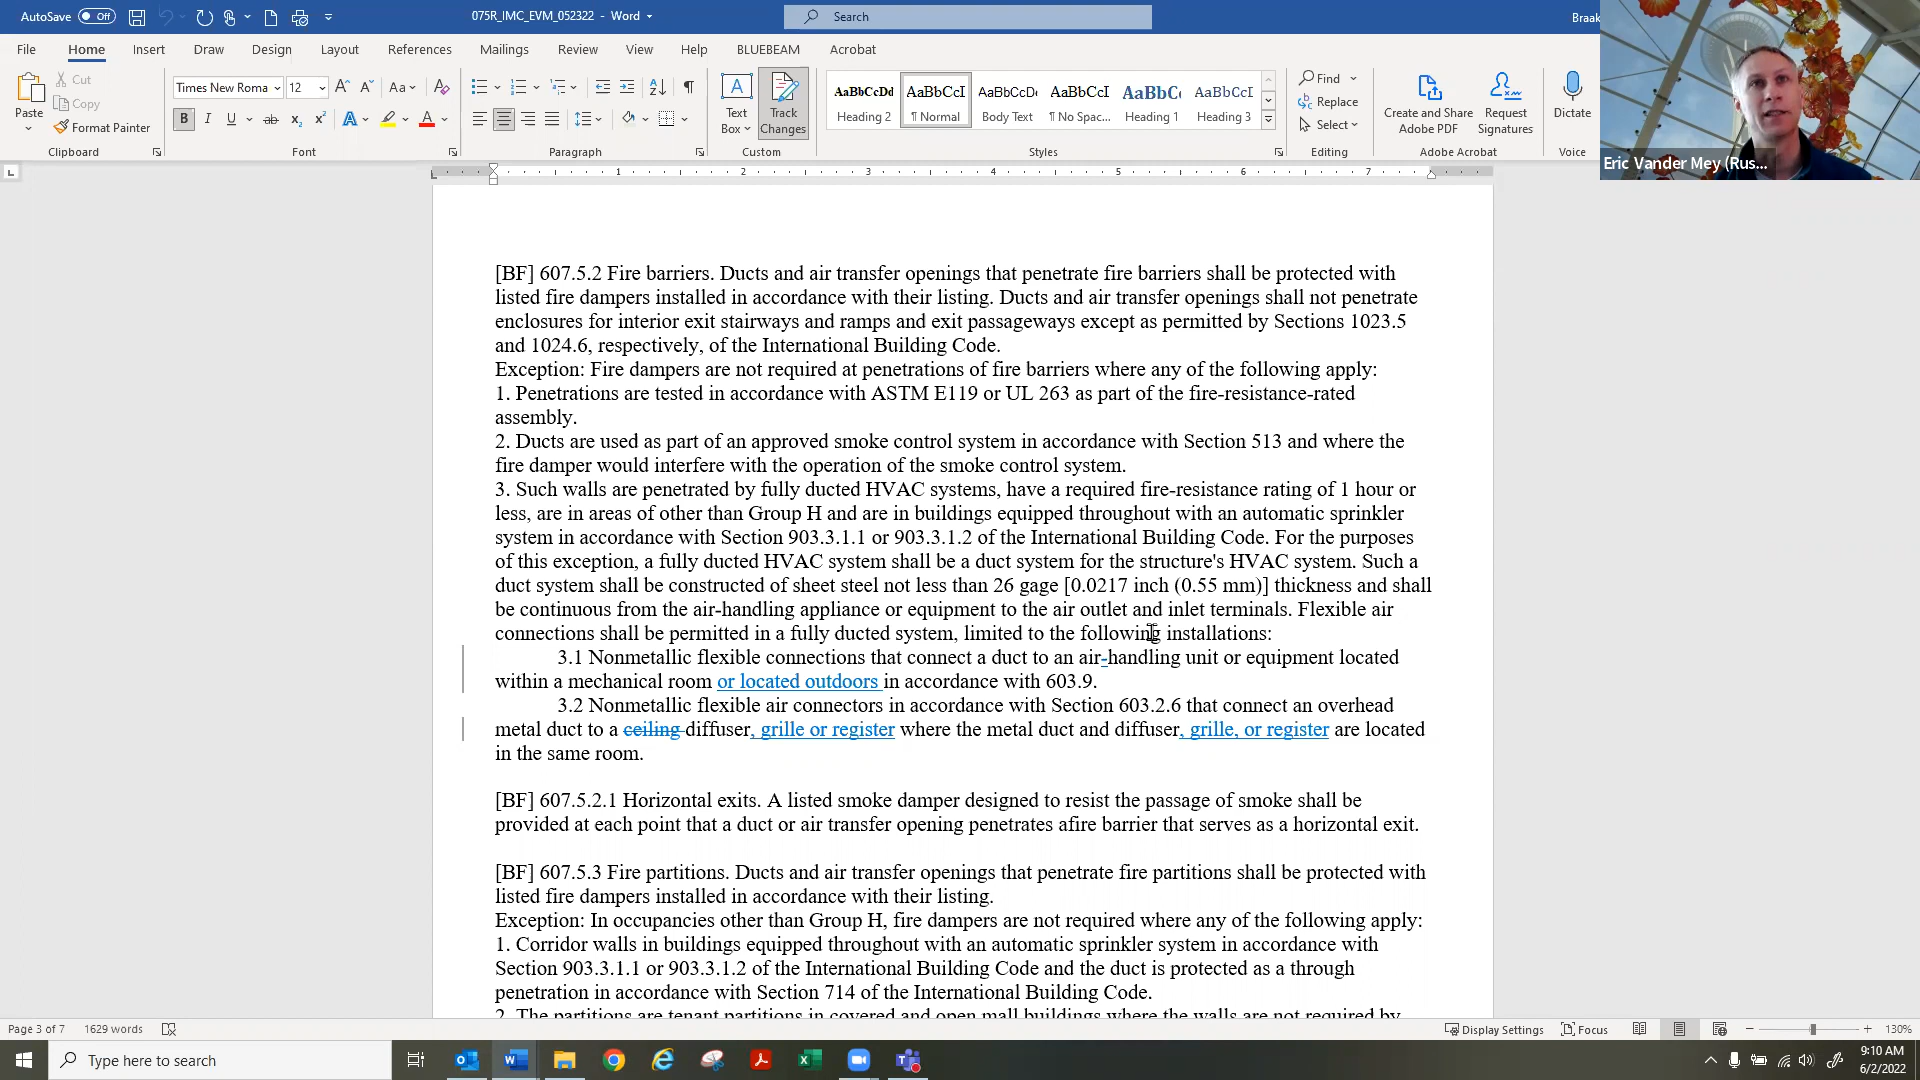 AutoSave Off
075R_IMC_EVM_052322 - Word
Search
Braak
File Home Insert Draw Design Layout References Mailings Review View Help BLUEBEAM Acrobat
Paste
Cut
Copy
Format Painter
Clipboard
Times New Roma 12
Font
Paragraph
Text Box
Track Changes
Custom
AaBbCcDd Heading 2
AaBbCcI ¶ Normal
AaBbCcDc Body Text
AaBbCcI ¶ No Spac...
AaBbC Heading 1
AaBbCcI Heading 3
Styles
Find
Replace
Select
Editing
Create and Share Adobe PDF
Request Signatures
Adobe Acrobat
Dictate
Voice
Eric Vander Mey (Rus...
1 2 3 4 5 6 7
[BF] 607.5.2 Fire barriers. Ducts and air transfer openings that penetrate fire barriers shall be protected with
listed fire dampers installed in accordance with their listing. Ducts and air transfer openings shall not penetrate
enclosures for interior exit stairways and ramps and exit passageways except as permitted by Sections 1023.5
and 1024.6, respectively, of the International Building Code.
Exception: Fire dampers are not required at penetrations of fire barriers where any of the following apply:
1. Penetrations are tested in accordance with ASTM E119 or UL 263 as part of the fire-resistance-rated
assembly.
2. Ducts are used as part of an approved smoke control system in accordance with Section 513 and where the
fire damper would interfere with the operation of the smoke control system.
3. Such walls are penetrated by fully ducted HVAC systems, have a required fire-resistance rating of 1 hour or
less, are in areas of other than Group H and are in buildings equipped throughout with an automatic sprinkler
system in accordance with Section 903.3.1.1 or 903.3.1.2 of the International Building Code. For the purposes
of this exception, a fully ducted HVAC system shall be a duct system for the structure's HVAC system. Such a
duct system shall be constructed of sheet steel not less than 26 gage [0.0217 inch (0.55 mm)] thickness and shall
be continuous from the air-handling appliance or equipment to the air outlet and inlet terminals. Flexible air
connections shall be permitted in a fully ducted system, limited to the following installations:
3.1 Nonmetallic flexible connections that connect a duct to an air-handling unit or equipment located
within a mechanical room or located outdoors in accordance with 603.9.
3.2 Nonmetallic flexible air connectors in accordance with Section 603.2.6 that connect an overhead
metal duct to a ceiling diffuser, grille or register where the metal duct and diffuser, grille, or register are located
in the same room.
[BF] 607.5.2.1 Horizontal exits. A listed smoke damper designed to resist the passage of smoke shall be
provided at each point that a duct or air transfer opening penetrates afire barrier that serves as a horizontal exit.
[BF] 607.5.3 Fire partitions. Ducts and air transfer openings that penetrate fire partitions shall be protected with
listed fire dampers installed in accordance with their listing.
Exception: In occupancies other than Group H, fire dampers are not required where any of the following apply:
1. Corridor walls in buildings equipped throughout with an automatic sprinkler system in accordance with
Section 903.3.1.1 or 903.3.1.2 of the International Building Code and the duct is protected as a through
penetration in accordance with Section 714 of the International Building Code.
2. The partitions are tenant partitions in covered and open mall buildings where the walls are not required by
Page 3 of 7 1629 words
Display Settings Focus 130%
Type here to search
9:10 AM
6/2/2022